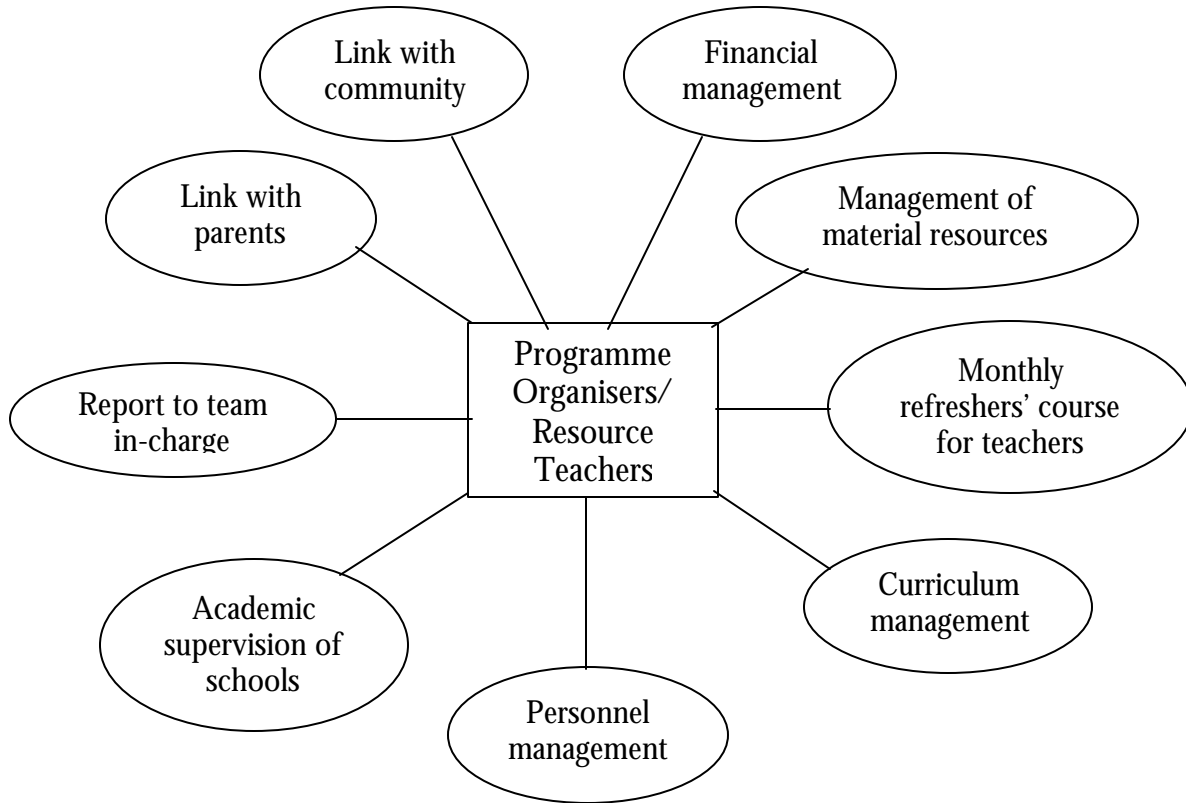 Link with
community
Financial
management
Link with
parents
Management of
material resources
Programme
Organisers/
Resource
Teachers
Monthly
refreshers’ course
for teachers
Report to team
in-charge
Academic
supervision of
schools
Curriculum
management
Personnel
management